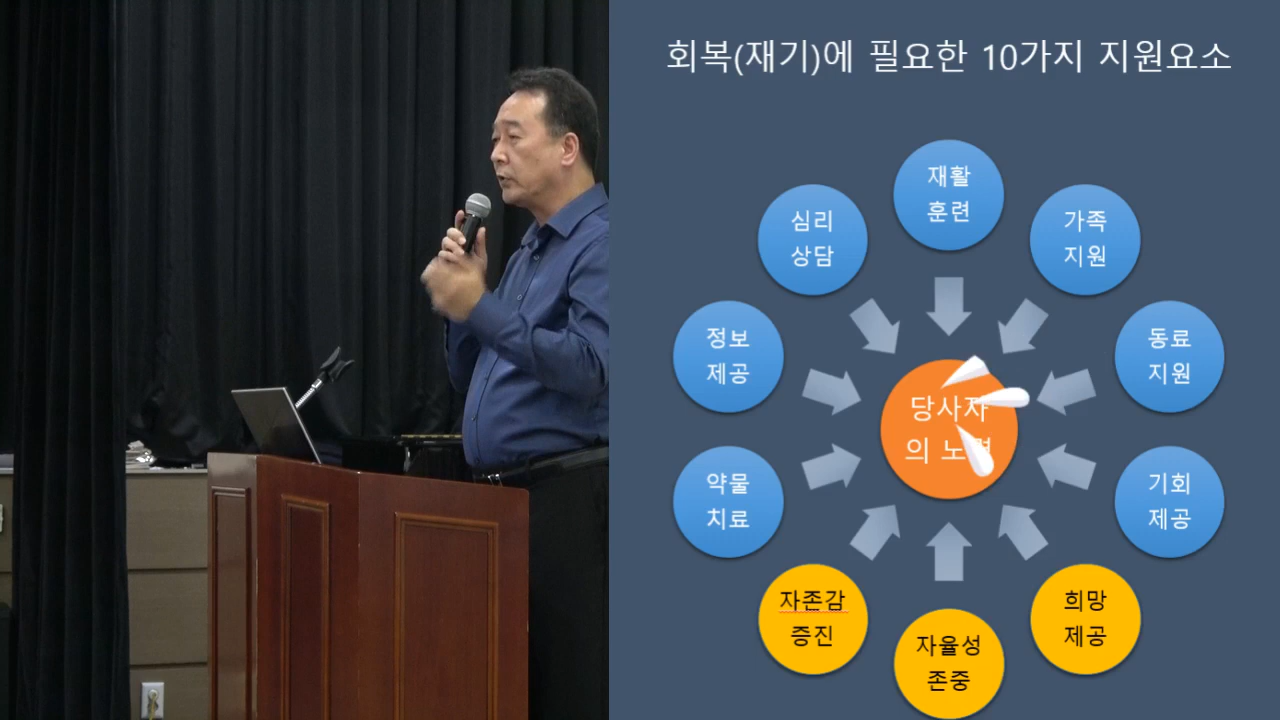 회복(재기)에 필요한 10가지 지원요소
재활
훈련
가족
지원
동료
지원
기회
제공
희망
제공
자율성
존중
자존감
증진
약물
치료
정보
제공
심리
상담
당사자
의 노력